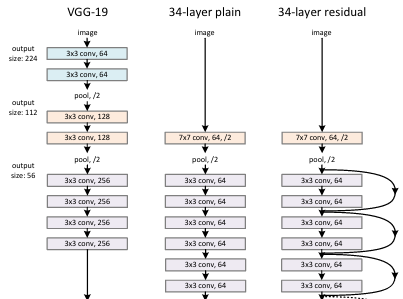 VGG-19
image
output
size: 224
3x3 conv, 64
3x3 conv, 64
pool, /2
output
size: 112
3x3 conv, 128
3x3 conv, 128
pool, /2
output
size: 56
3x3 conv, 256
3x3 conv, 256
3x3 conv, 256
3x3 conv, 256
34-layer plain
image
7x7 conv, 64, /2
pool, /2
3x3 conv, 64
3x3 conv, 64
3x3 conv, 64
3x3 conv, 64
3x3 conv, 64
3x3 conv, 64
34-layer residual
image
7x7 conv, 64, /2
pool, /2
3x3 conv, 64
3x3 conv, 64
3x3 conv, 64
3x3 conv, 64
3x3 conv, 64
3x3 conv, 64